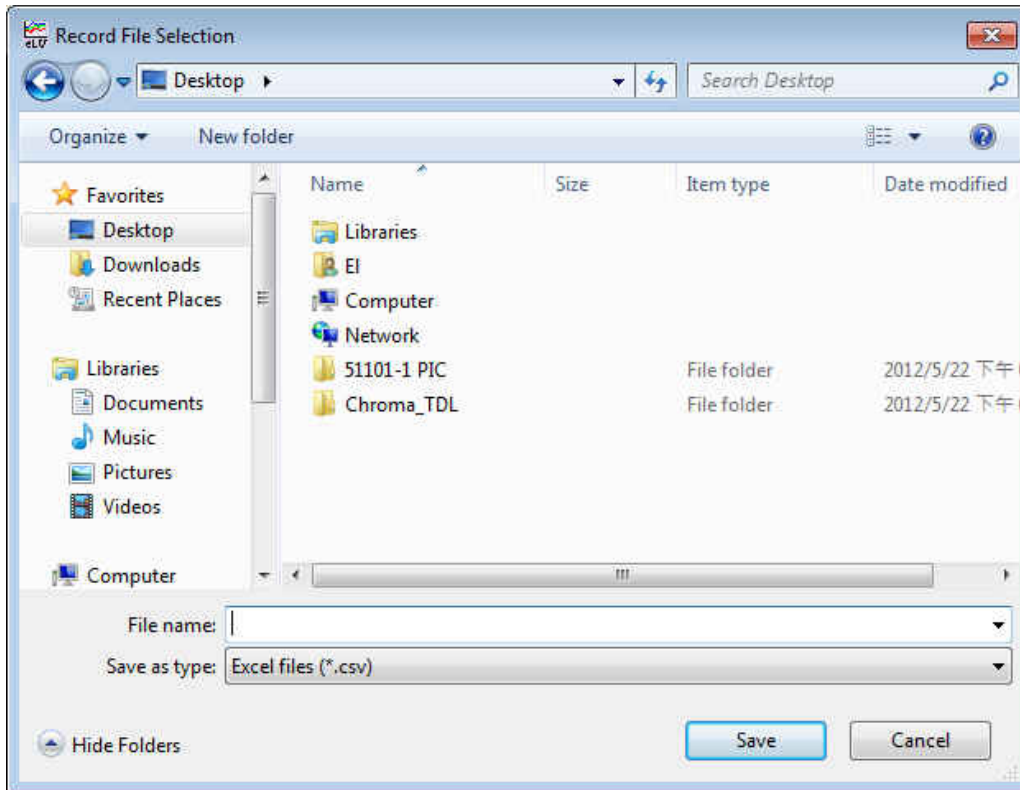 Record File Selection
Desktop
Search Desktop
Organize
New folder
Name Size Item type Date modified
Favorites
Desktop
Downloads
Recent Places
Libraries
Documents
Music
Pictures
Videos
Computer
Libraries
EI
Computer
Network
51101-1 PIC File folder 2012/5/22 下午
Chroma_TDL File folder 2012/5/22 下午
File name:
Save as type: Excel files (*.csv)
Hide Folders
Save
Cancel